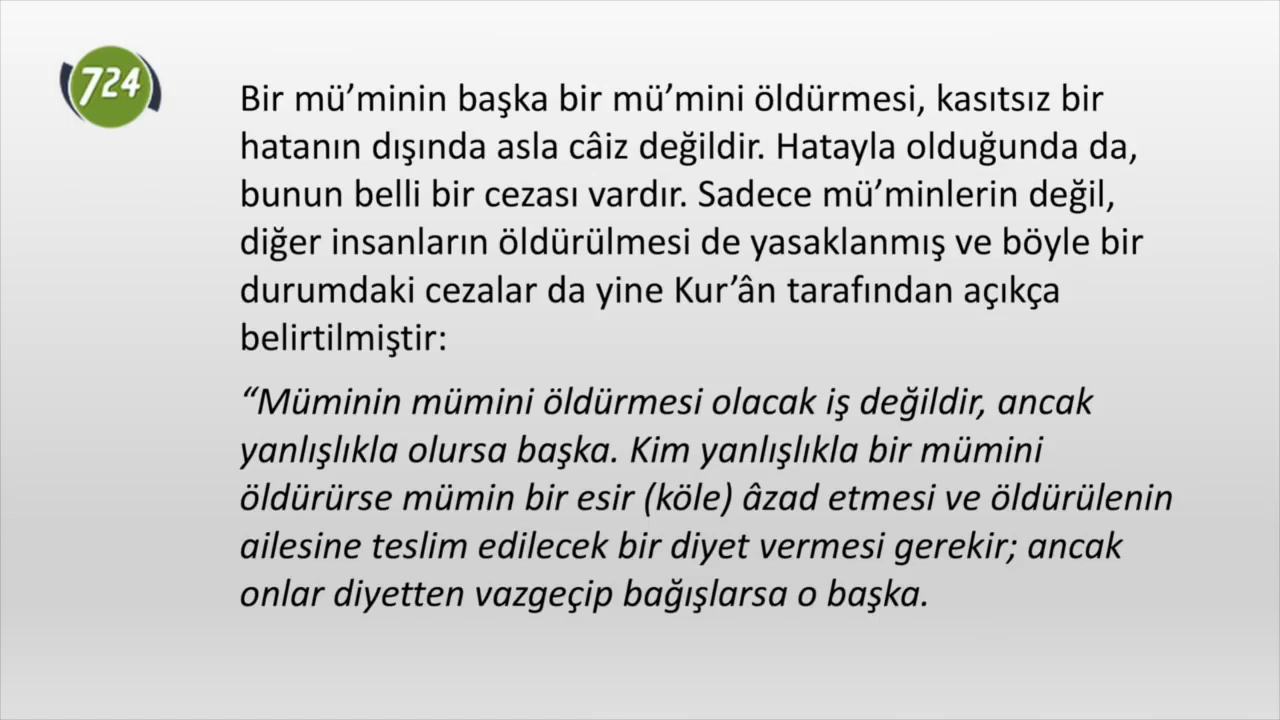 724
Bir mü’minin başka bir mü’mini öldürmesi, kasıtsız bir
hatanın dışında asla câiz değildir. Hatayla olduğunda da,
bunun belli bir cezası vardır. Sadece mü’minlerin değil,
diğer insanların öldürülmesi de yasaklanmış ve böyle bir
durumdaki cezalar da yine Kur’ân tarafından açıkça
belirtilmiştir:
“Müminin mümini öldürmesi olacak iş değildir, ancak
yanlışlıkla olursa başka. Kim yanlışlıkla bir mümini
öldürürse mümin bir esir (köle) âzad etmesi ve öldürülenin
ailesine teslim edilecek bir diyet vermesi gerekir; ancak
onlar diyetten vazgeçip bağışlarsa o başka.